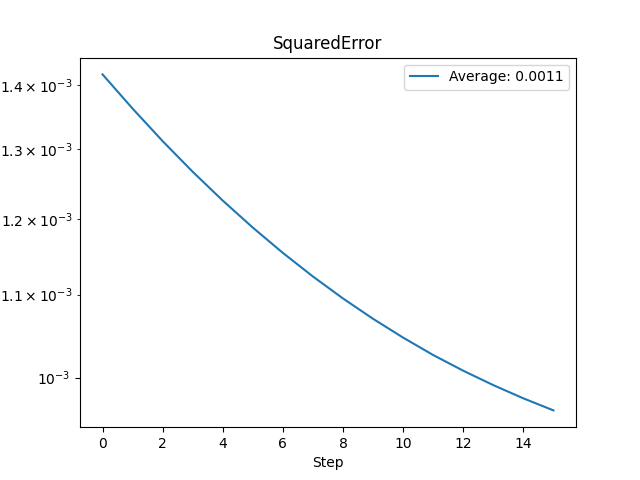 SquaredError
Average: 0.0011
1.4 × 10⁻³
1.3 × 10⁻³
1.2 × 10⁻³
1.1 × 10⁻³
10⁻³
0 2 4 6 8 10 12 14
Step